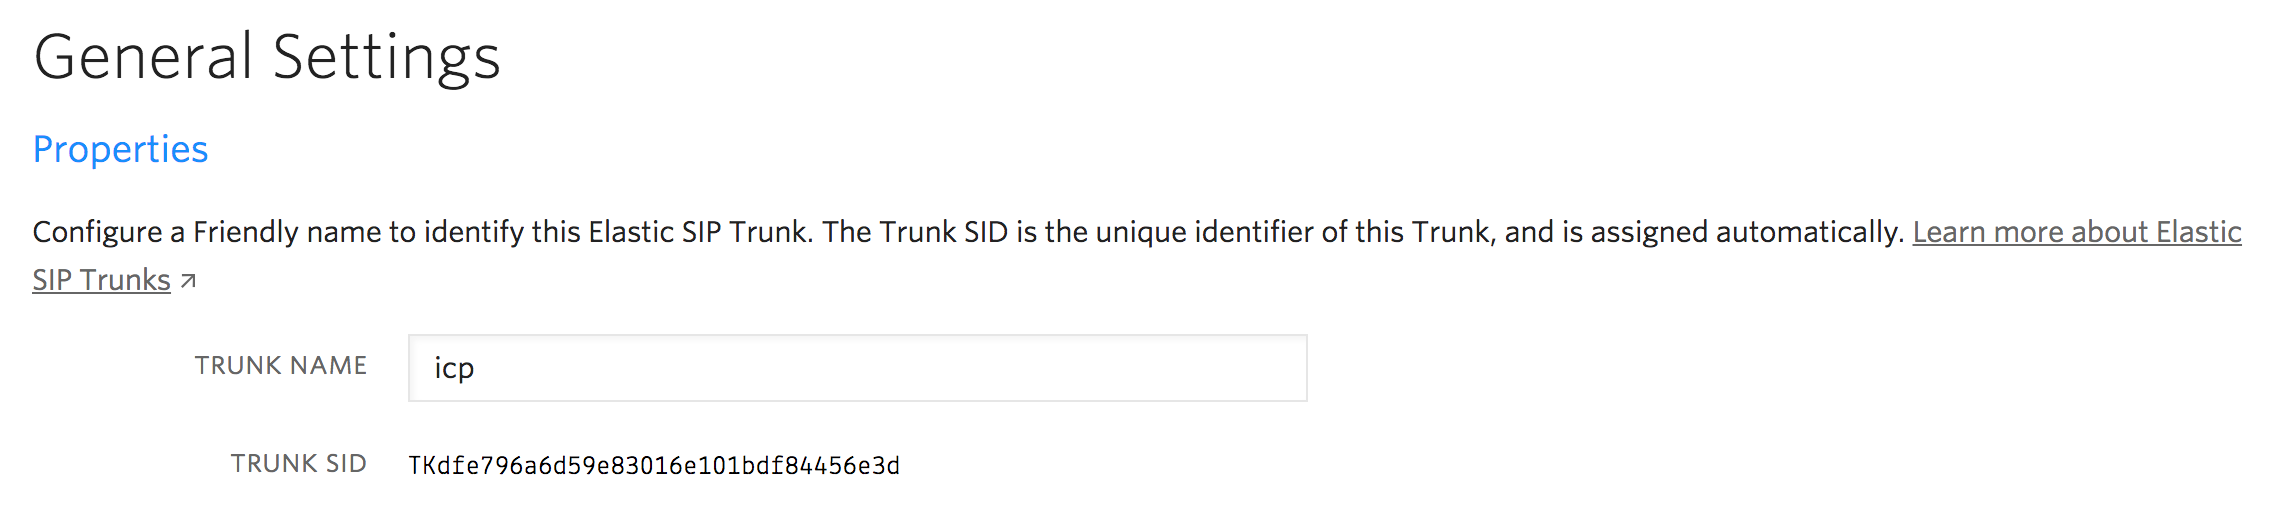 General Settings
Properties
Configure a Friendly name to identify this Elastic SIP Trunk. The Trunk SID is the unique identifier of this Trunk, and is assigned automatically. Learn more about Elastic
SIP Trunks
TRUNK NAME icp
TRUNK SID TKdfe796a6d59e83016e101bdf84456e3d